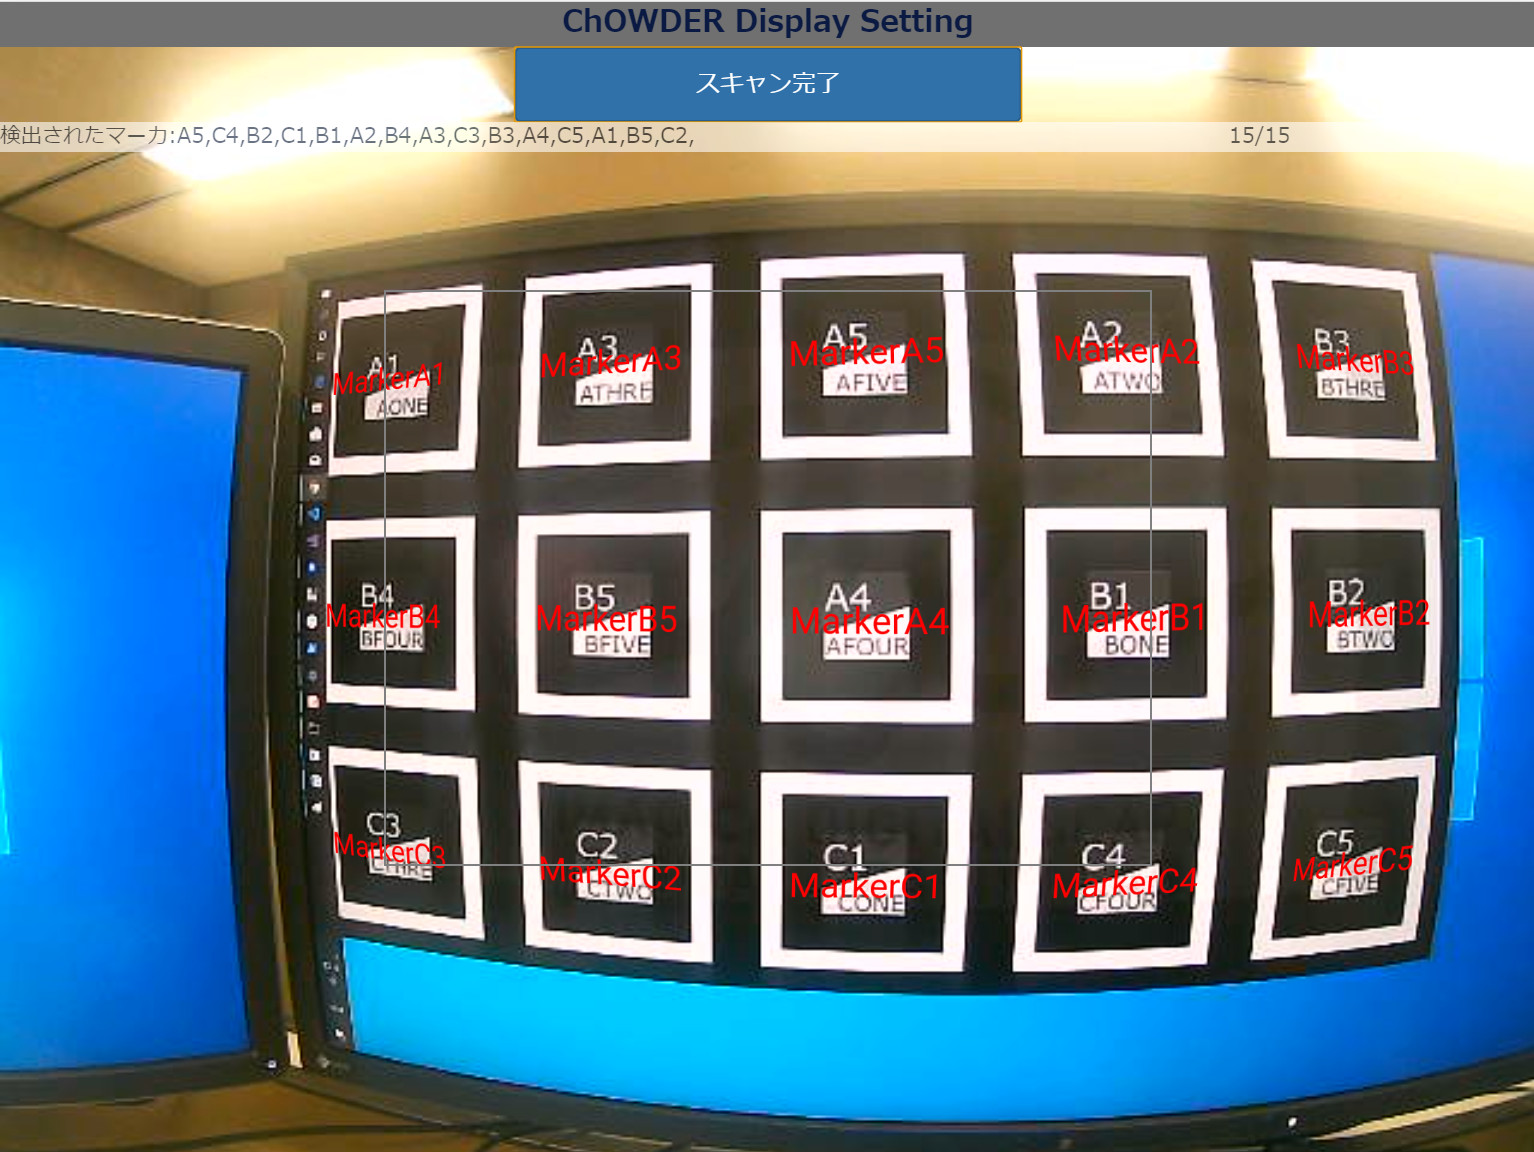 ChOWDER Display Setting
スキャン完了
検出されたマーカ:A5,C4,B2,C1,B1,A2,B4,A3,C3,B3,A4,C5,A1,B5,C2,
15/15
A1
MarkerA1
AONE
A3
MarkerA3
ATHRE
A5
MarkerA5
AFIVE
A2
MarkerA2
ATWO
B3
MarkerB3
BTHRE
B4
MarkerB4
BFOUR
B5
MarkerB5
BFIVE
A4
MarkerA4
AFOUR
B1
MarkerB1
BONE
B2
MarkerB2
BTWO
C3
MarkerC3
CTHRE
C2
MarkerC2
CTWO
C1
MarkerC1
CONE
C4
MarkerC4
CFOUR
C5
MarkerC5
CFIVE